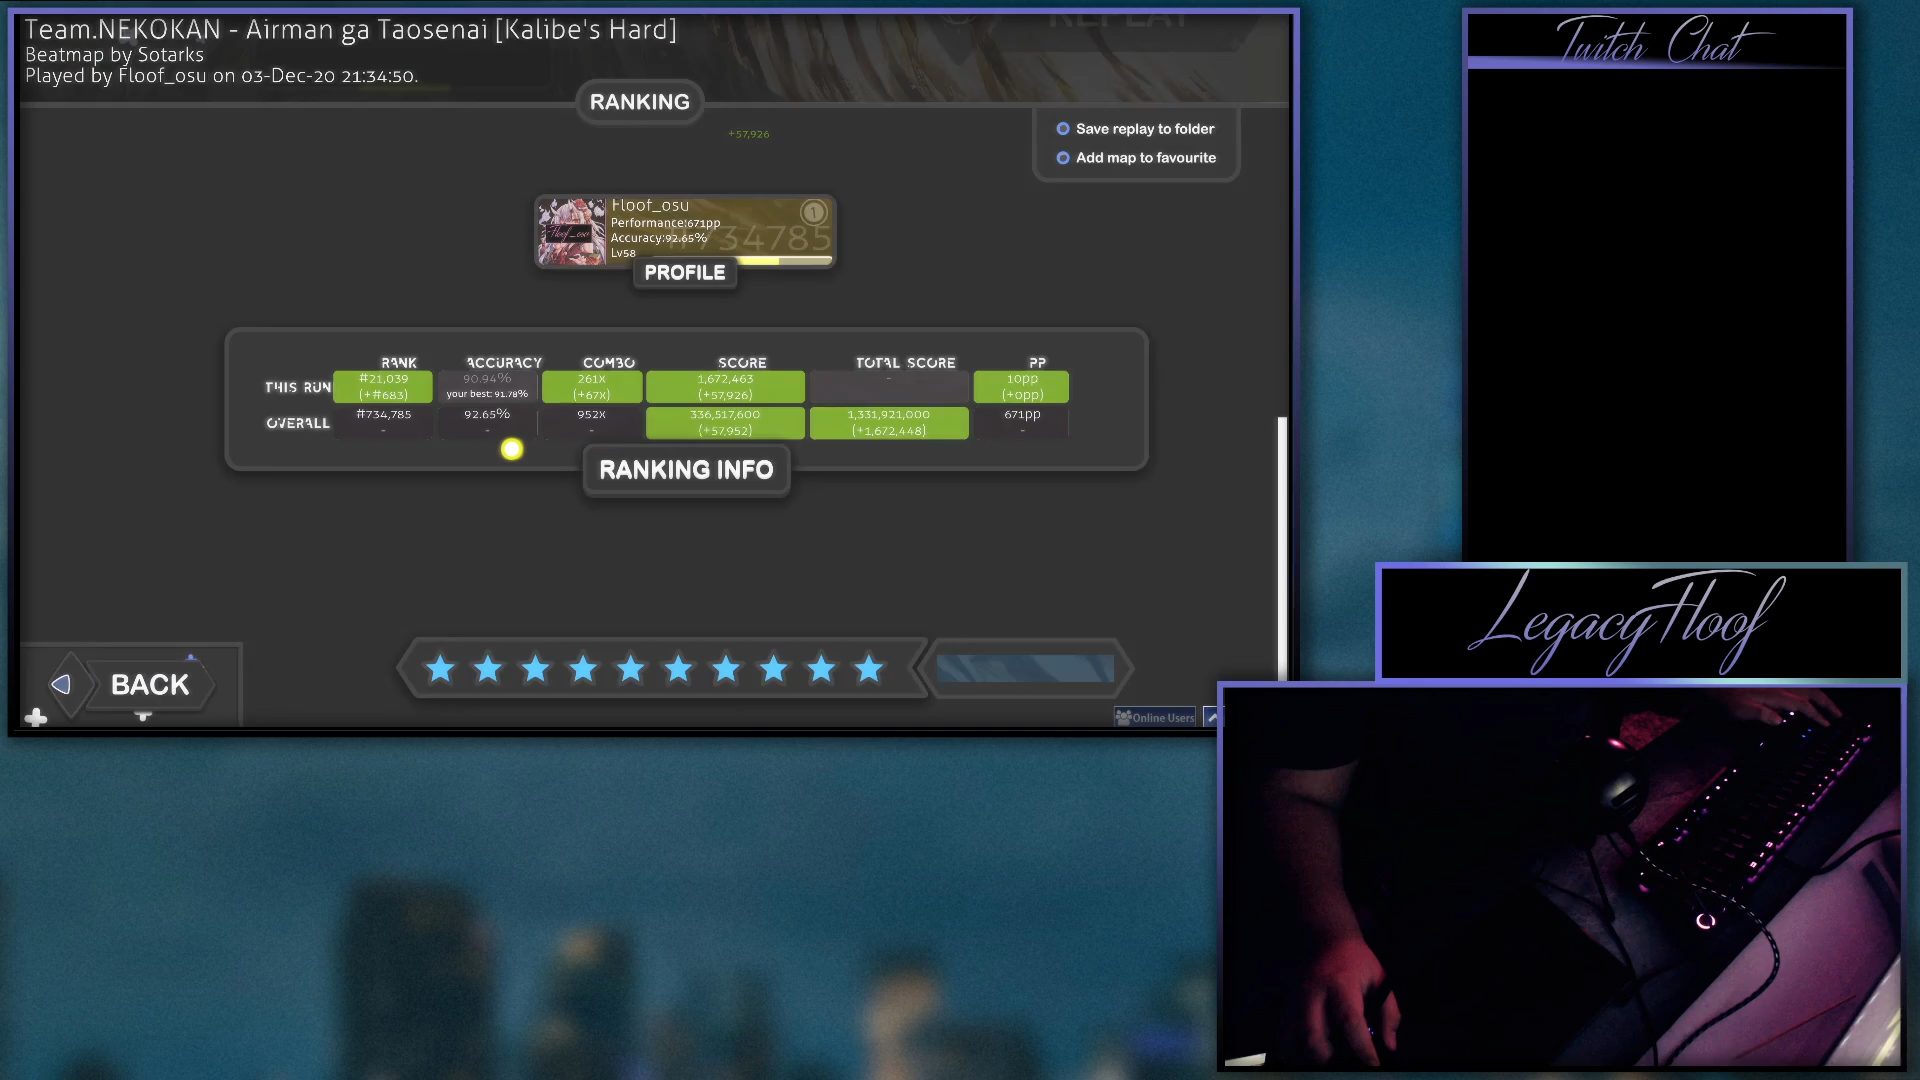 Team.NEKOKAN - Airman ga Taosenai [Kalibe's Hard]
Beatmap by Sotarks
Played by Floof_osu on 03-Dec-20 21:34:50.
REPLAY
RANKING
+57,926
Save replay to folder
Add map to favourite
Floof_osu
Performance:671pp
Accuracy:92.65%
Lv58
1
#734785
PROFILE
RANK ACCURACY COMBO SCORE TOTAL SCORE PP
THIS RUN #21,039 90.94% 261x 1,672,463 - 10pp
(+#683) your best: 91.78% (+67x) (+57,926) (+0pp)
OVERALL #734,785 92.65% 952x 336,517,600 1,331,921,000 671pp
- - - (+57,952) (+1,672,448) -
RANKING INFO
BACK
Online Users
Twitch Chat
LegacyFloof